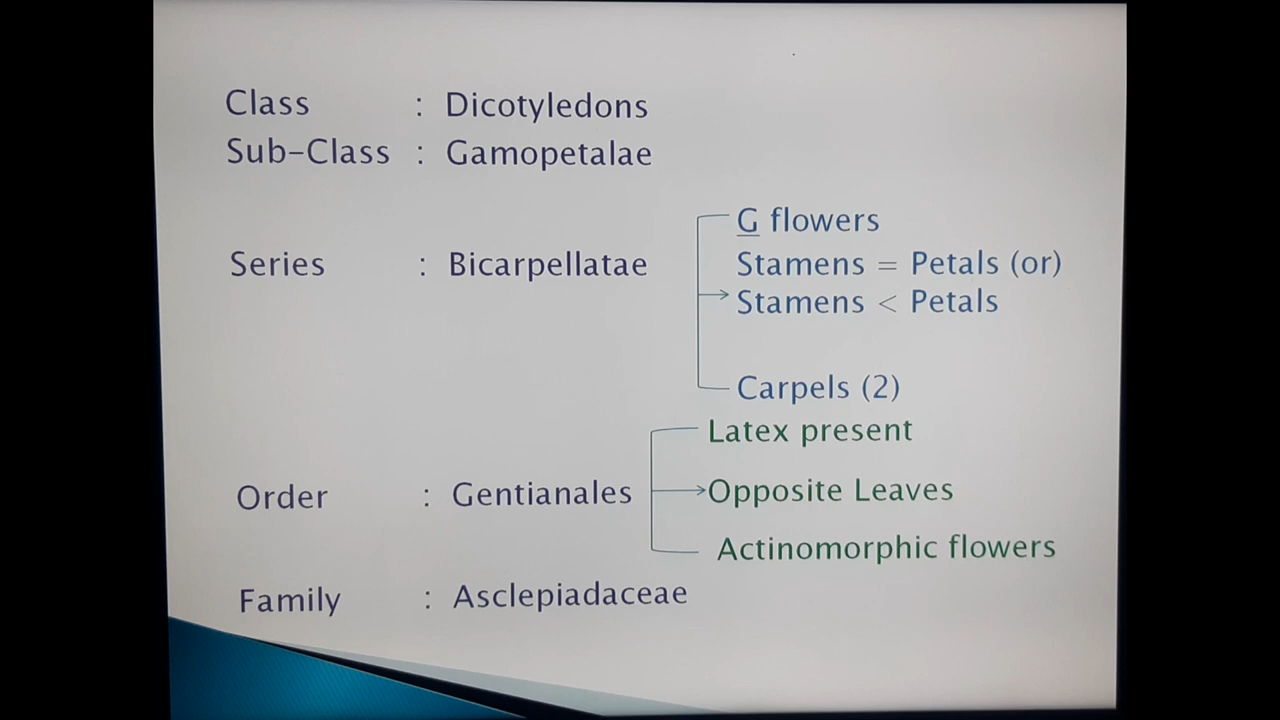 Class : Dicotyledons
Sub-Class : Gamopetalae
G flowers
Series : Bicarpellatae
Stamens = Petals (or)
Stamens < Petals
Carpels (2)
Latex present
Order : Gentianales
Opposite Leaves
Actinomorphic flowers
Family : Asclepiadaceae